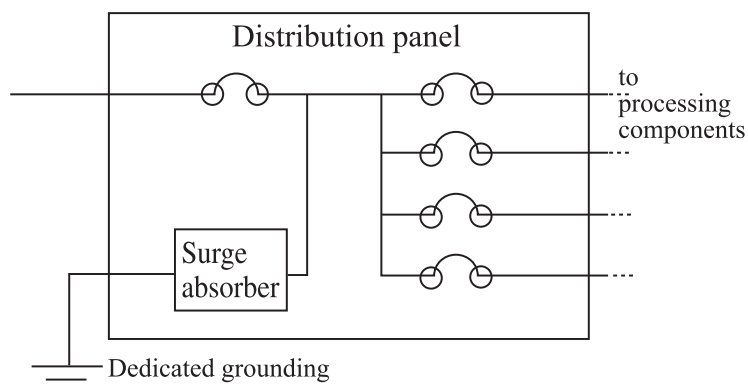 Distribution panel
to
processing
components
Surge
absorber
Dedicated grounding